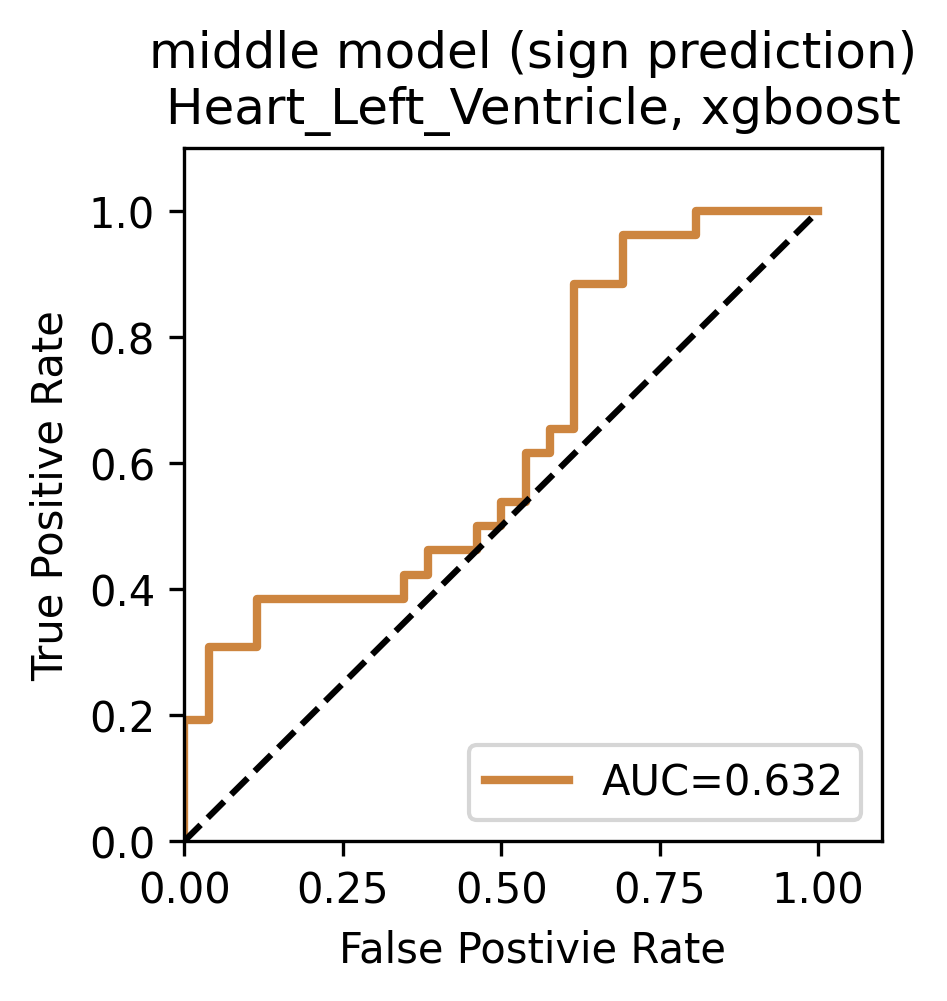 middle model (sign prediction)
Heart_Left_Ventricle, xgboost
True Positive Rate
1.0
0.8
0.6
0.4
0.2
0.0
AUC=0.632
0.00 0.25 0.50 0.75 1.00
False Postivie Rate